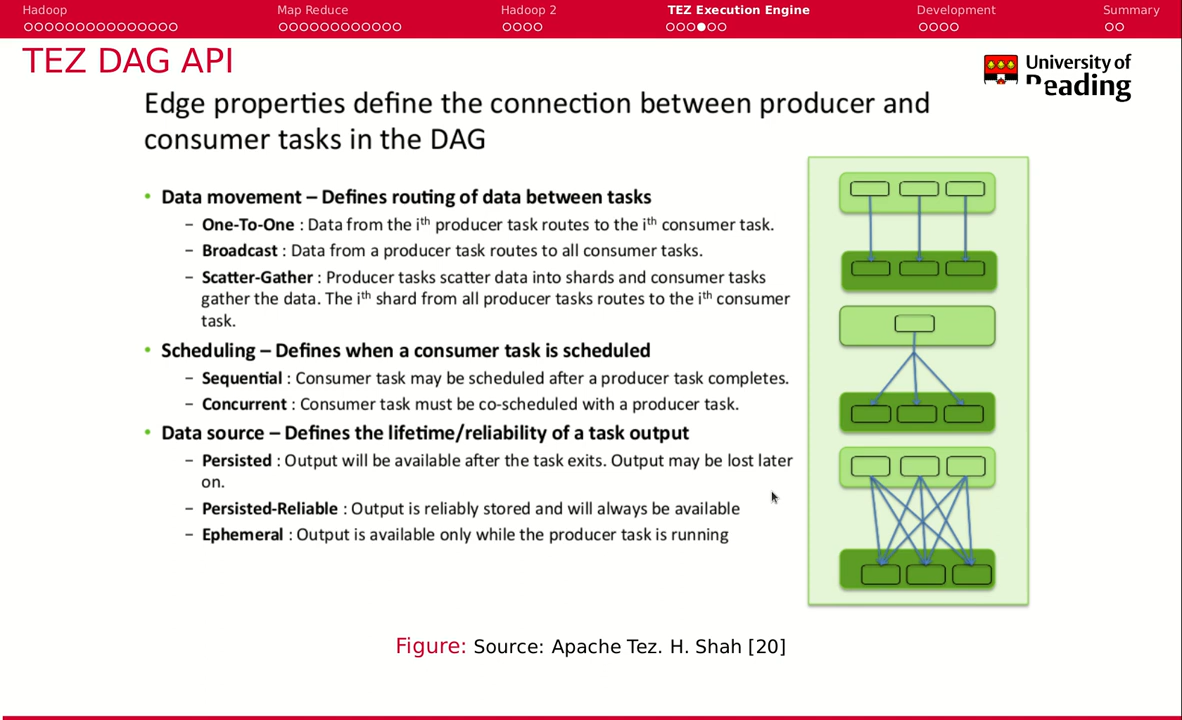 Hadoop Map Reduce Hadoop 2 TEZ Execution Engine Development Summary
TEZ DAG API
University of
Reading
Edge properties define the connection between producer and
consumer tasks in the DAG
• Data movement – Defines routing of data between tasks
– One-To-One : Data from the iᵗʰ producer task routes to the iᵗʰ consumer task.
– Broadcast : Data from a producer task routes to all consumer tasks.
– Scatter-Gather : Producer tasks scatter data into shards and consumer tasks
gather the data. The iᵗʰ shard from all producer tasks routes to the iᵗʰ consumer
task.
• Scheduling – Defines when a consumer task is scheduled
– Sequential : Consumer task may be scheduled after a producer task completes.
– Concurrent : Consumer task must be co-scheduled with a producer task.
• Data source – Defines the lifetime/reliability of a task output
– Persisted : Output will be available after the task exits. Output may be lost later
on.
– Persisted-Reliable : Output is reliably stored and will always be available
– Ephemeral : Output is available only while the producer task is running
Figure: Source: Apache Tez. H. Shah [20]